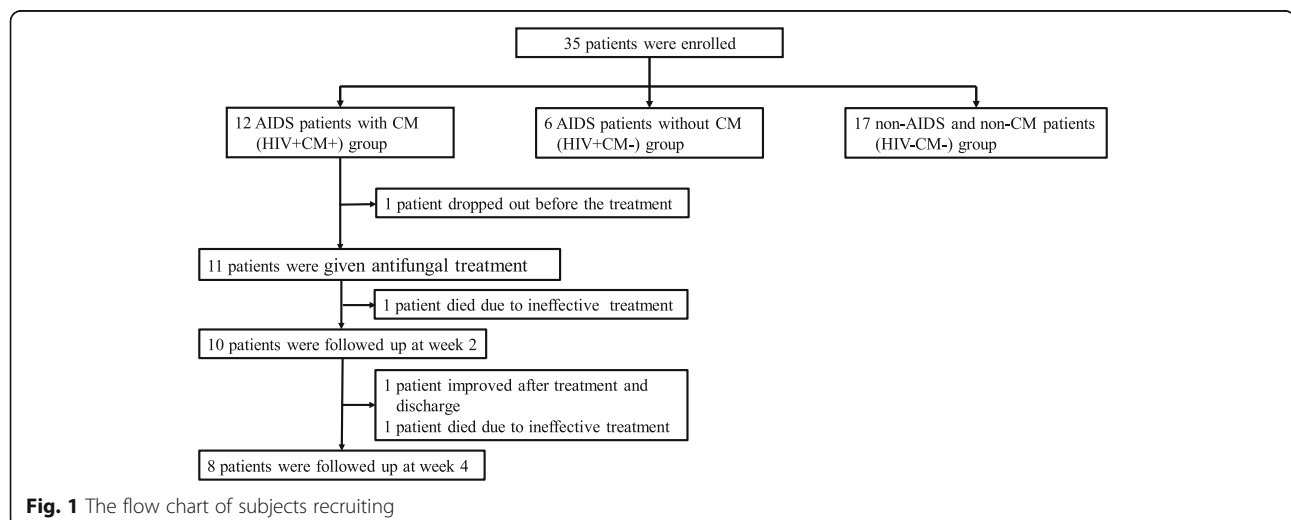 35 patients were enrolled
12 AIDS patients with CM
(HIV+CM+) group
6 AIDS patients without CM
(HIV+CM-) group
17 non-AIDS and non-CM patients
(HIV-CM-) group
1 patient dropped out before the treatment
11 patients were given antifungal treatment
1 patient died due to ineffective treatment
10 patients were followed up at week 2
1 patient improved after treatment and
discharge
1 patient died due to ineffective treatment
8 patients were followed up at week 4
Fig. 1 The flow chart of subjects recruiting